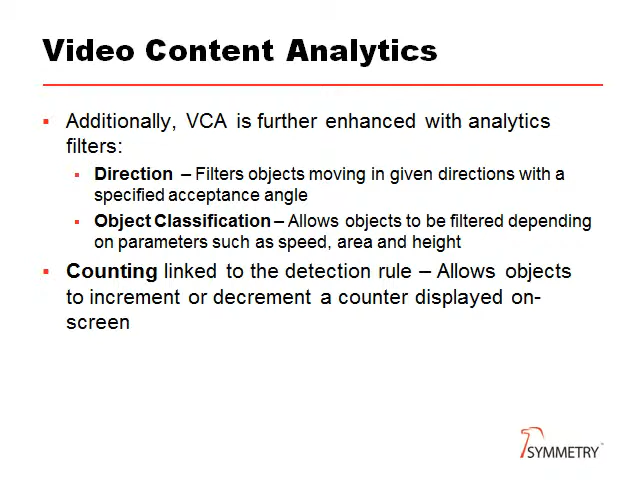 Video Content Analytics
▪ Additionally, VCA is further enhanced with analytics
filters:
▪ Direction – Filters objects moving in given directions with a
specified acceptance angle
▪ Object Classification – Allows objects to be filtered depending
on parameters such as speed, area and height
▪ Counting linked to the detection rule – Allows objects
to increment or decrement a counter displayed on-
screen
SYMMETRY™